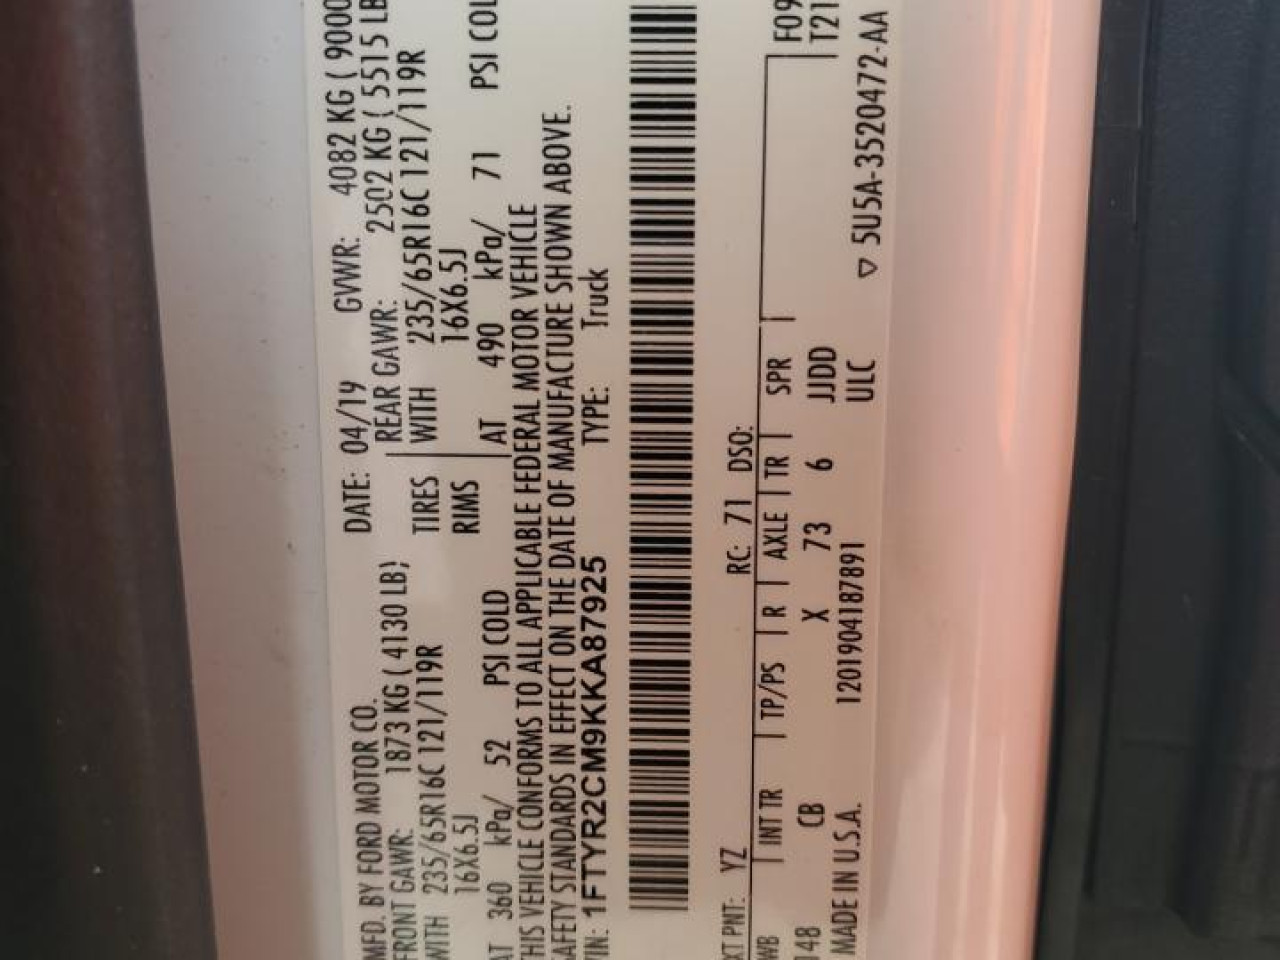 MFD. BY FORD MOTOR CO. DATE: 04/19 GVWR: 4082 KG ( 9000
FRONT GAWR: 1873 KG ( 4130 LB) REAR GAWR: 2502 KG ( 5515 LB
WITH 235/65R16C 121/119R TIRES WITH 235/65R16C 121/119R
16X6.5J RIMS 16X6.5J
AT 360 kPa/ 52 PSI COLD AT 490 kPa/ 71 PSI COL
THIS VEHICLE CONFORMS TO ALL APPLICABLE FEDERAL MOTOR VEHICLE
SAFETY STANDARDS IN EFFECT ON THE DATE OF MANUFACTURE SHOWN ABOVE.
VIN: 1FTYR2CM9KKA87925 TYPE: Truck
XT PNT: YZ RC: 71 DSO:
WB INT TR TP/PS R AXLE TR SPR F09
148 CB X 73 6 JJDD T21
MADE IN U.S.A. 120190418789​1 ULC ▽ 5U5A-3520472-AA